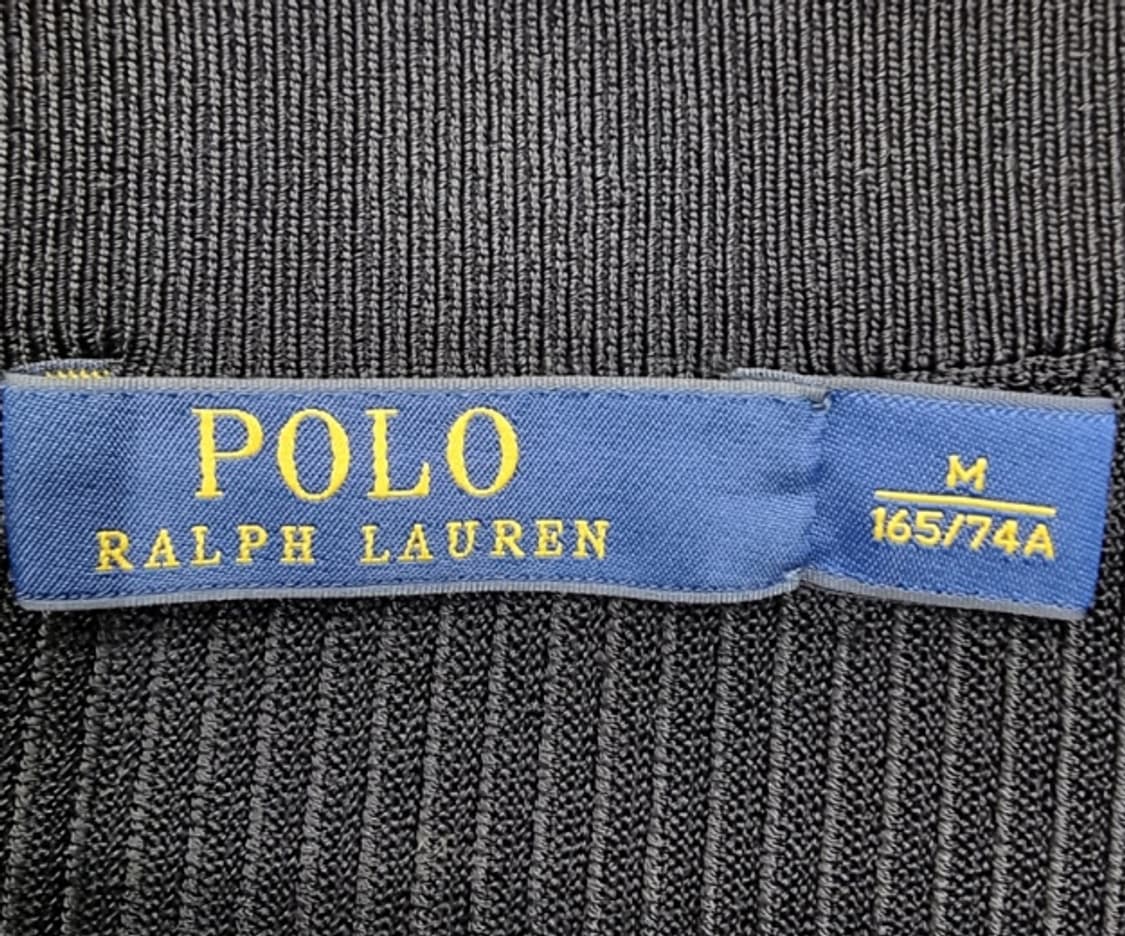 POLO
RALPH LAUREN
M
165/74A